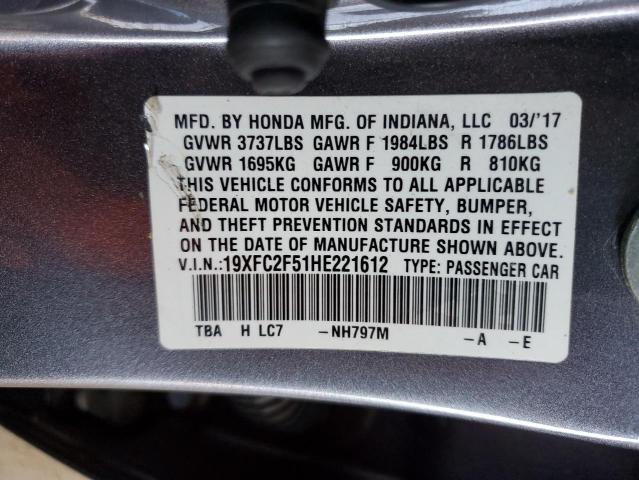 MFD. BY HONDA MFG. OF INDIANA, LLC 03/'17
GVWR 3737LBS GAWR F 1984LBS R 1786LBS
GVWR 1695KG GAWR F 900KG R 810KG
THIS VEHICLE CONFORMS TO ALL APPLICABLE
FEDERAL MOTOR VEHICLE SAFETY, BUMPER,
AND THEFT PREVENTION STANDARDS IN EFFECT
ON THE DATE OF MANUFACTURE SHOWN ABOVE.
V.I.N.:19XFC2F51HE221612 TYPE: PASSENGER CAR
TBA H LC7 -NH797M -A -E